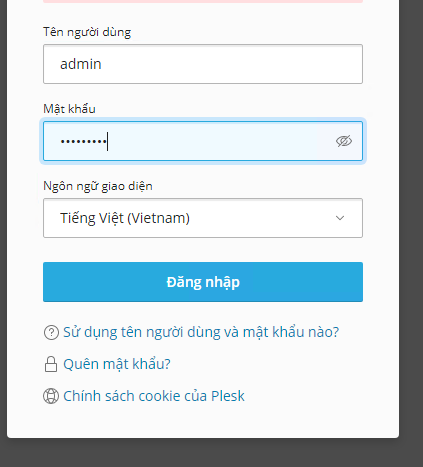 Tên người dùng
admin
Mật khẩu
•••••••••
Ngôn ngữ giao diện
Tiếng Việt (Vietnam)
Đăng nhập
Sử dụng tên người dùng và mật khẩu nào?
Quên mật khẩu?
Chính sách cookie của Plesk